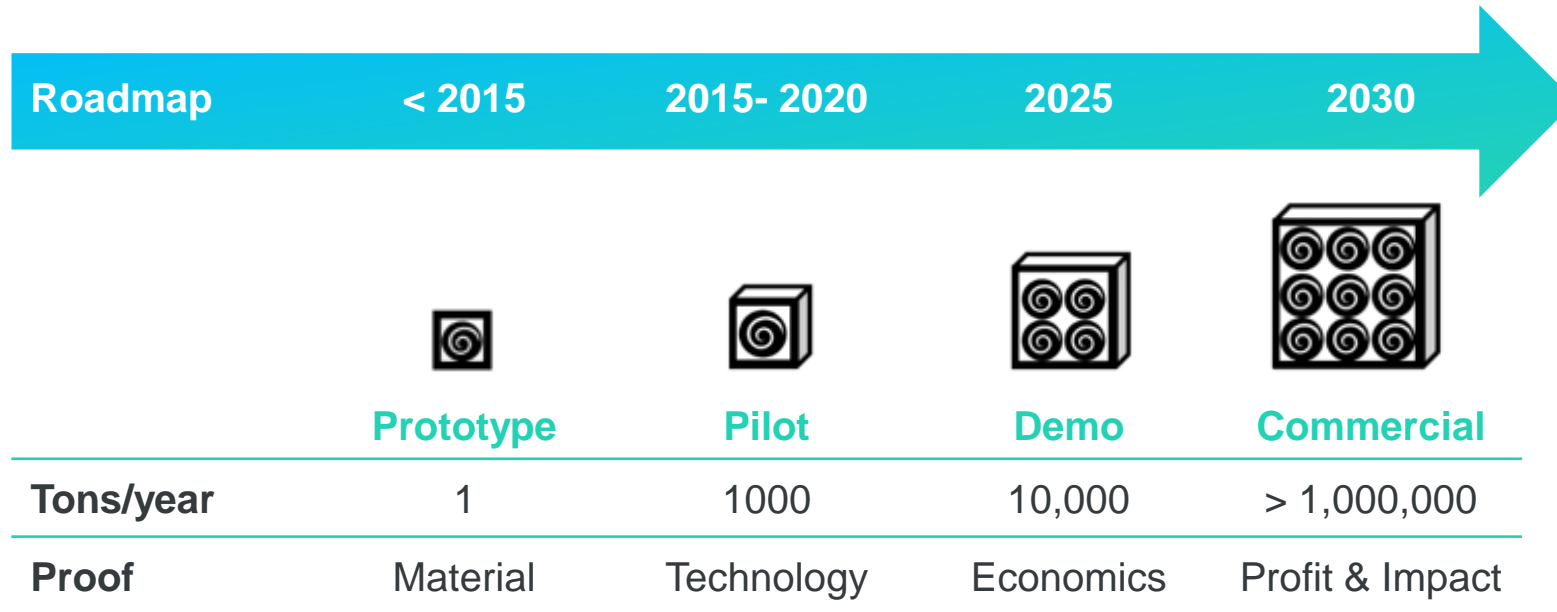 Roadmap < 2015 2015- 2020 2025 2030
Prototype Pilot Demo Commercial
Tons/year 1 1000 10,000 > 1,000,000
Proof Material Technology Economics Profit & Impact